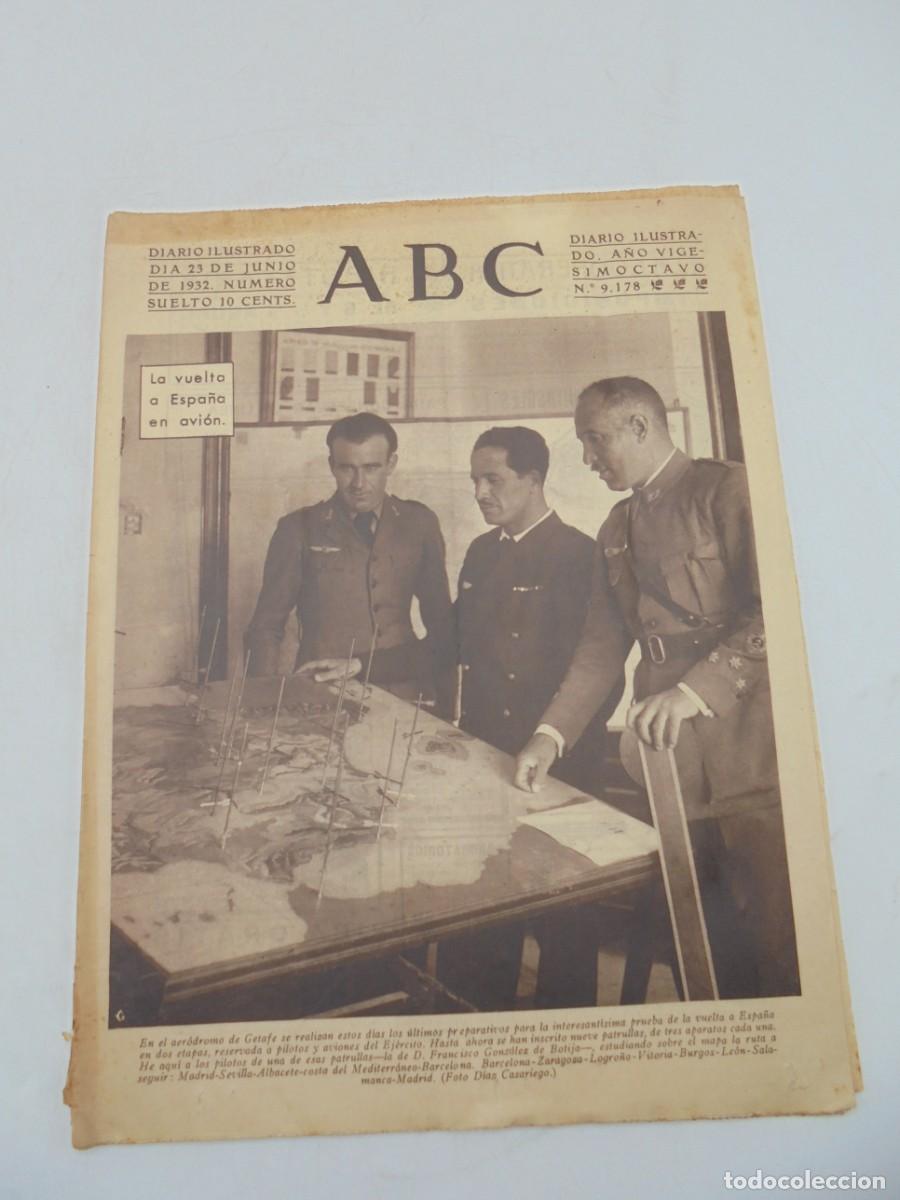 DIARIO ILUSTRADO
DIA 23 DE JUNIO
DE 1932. NUMERO
SUELTO 10 CENTS.
ABC
DIARIO ILUSTRA-
DO. AÑO VIGE-
SIMOCTAVO
N.º 9.178
La vuelta
a España
en avión.
En el aeródromo de Getafe se realizan estos días los últimos preparativos para la interesantísima prueba de la vuelta a España
en dos etapas, reservada a pilotos y aviones del Ejército. Hasta ahora se han inscrito nueve patrullas, de tres aparatos cada una.
He aquí a los pilotos de una de esas patrullas—la de D. Francisco González de Botija—, estudiando sobre el mapa la ruta a
seguir: Madrid-Sevilla-Albacete-costa del Mediterráneo-Barcelona. Barcelona-Zaragoza-Logroño-Vitoria-Burgos-León-Sala-
manca-Madrid. (Foto Díaz Casariego.)
todocoleccion